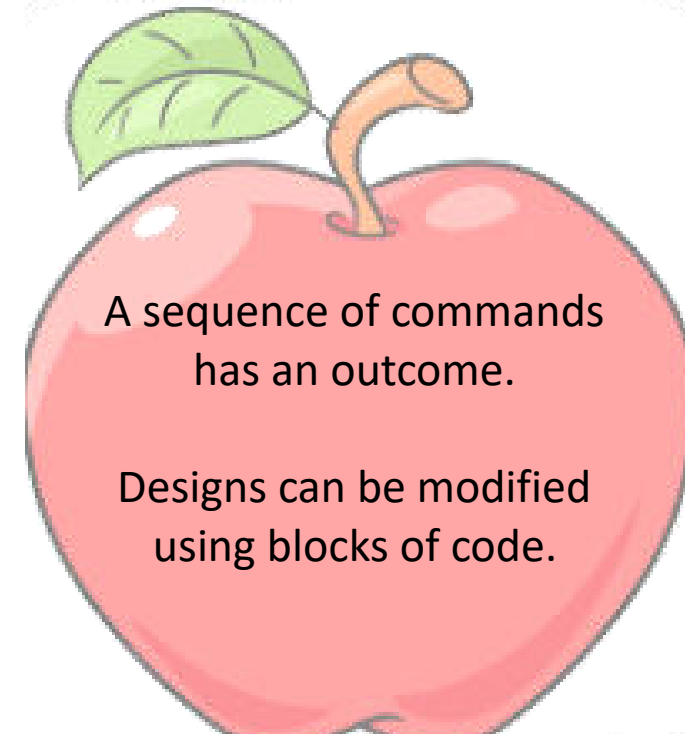 A sequence of commands
has an outcome.
Designs can be modified
using blocks of code.